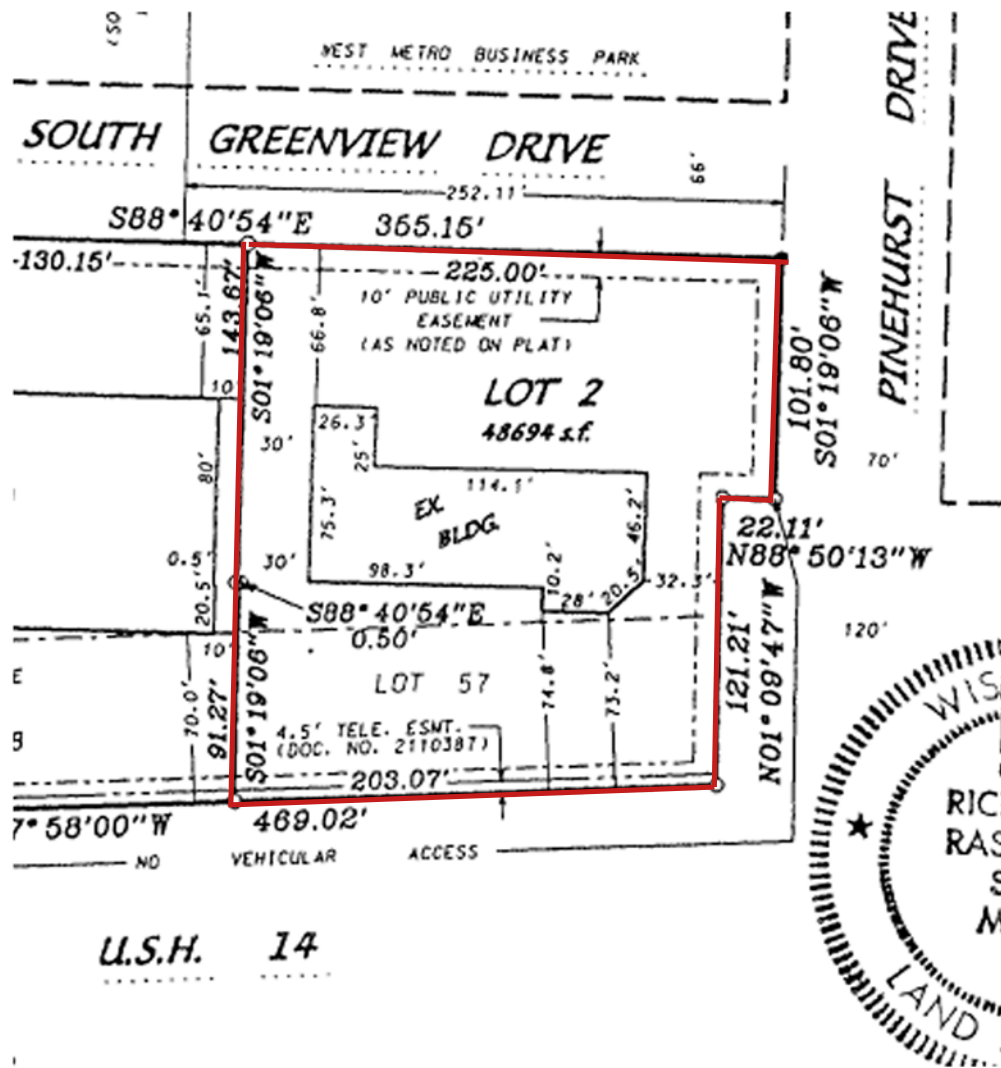 WEST METRO BUSINESS PARK
SOUTH GREENVIEW DRIVE
PINEHURST DRIVE
66'
252.11'
S88°40'54"E 365.15'
-130.15'
225.00'
10' PUBLIC UTILITY
EASEMENT
(AS NOTED ON PLAT)
65.1'
143.67'
S01°19'06"W
66.8'
LOT 2
48694 s.f.
101.80'
S01°19'06"W
10'
26.3'
25'
30'
70'
80'
114.1'
EX.
BLDG.
75.3'
46.2'
22.11'
N88°50'13"W
0.5'
30'
98.3'
10.2'
28'
20.5'
32.3'
20.5'
S88°40'54"E
0.50'
120'
10'
LOT 57
70.0'
91.27'
S01°19'06"W
74.8'
73.2'
121.21'
N01°09'47"W
4.5' TELE. ESMT.
(DOC. NO. 2110387)
203.07'
7°58'00"W 469.02'
NO VEHICULAR ACCESS
U.S.H. 14
WIS
RIC
RAS
LAND